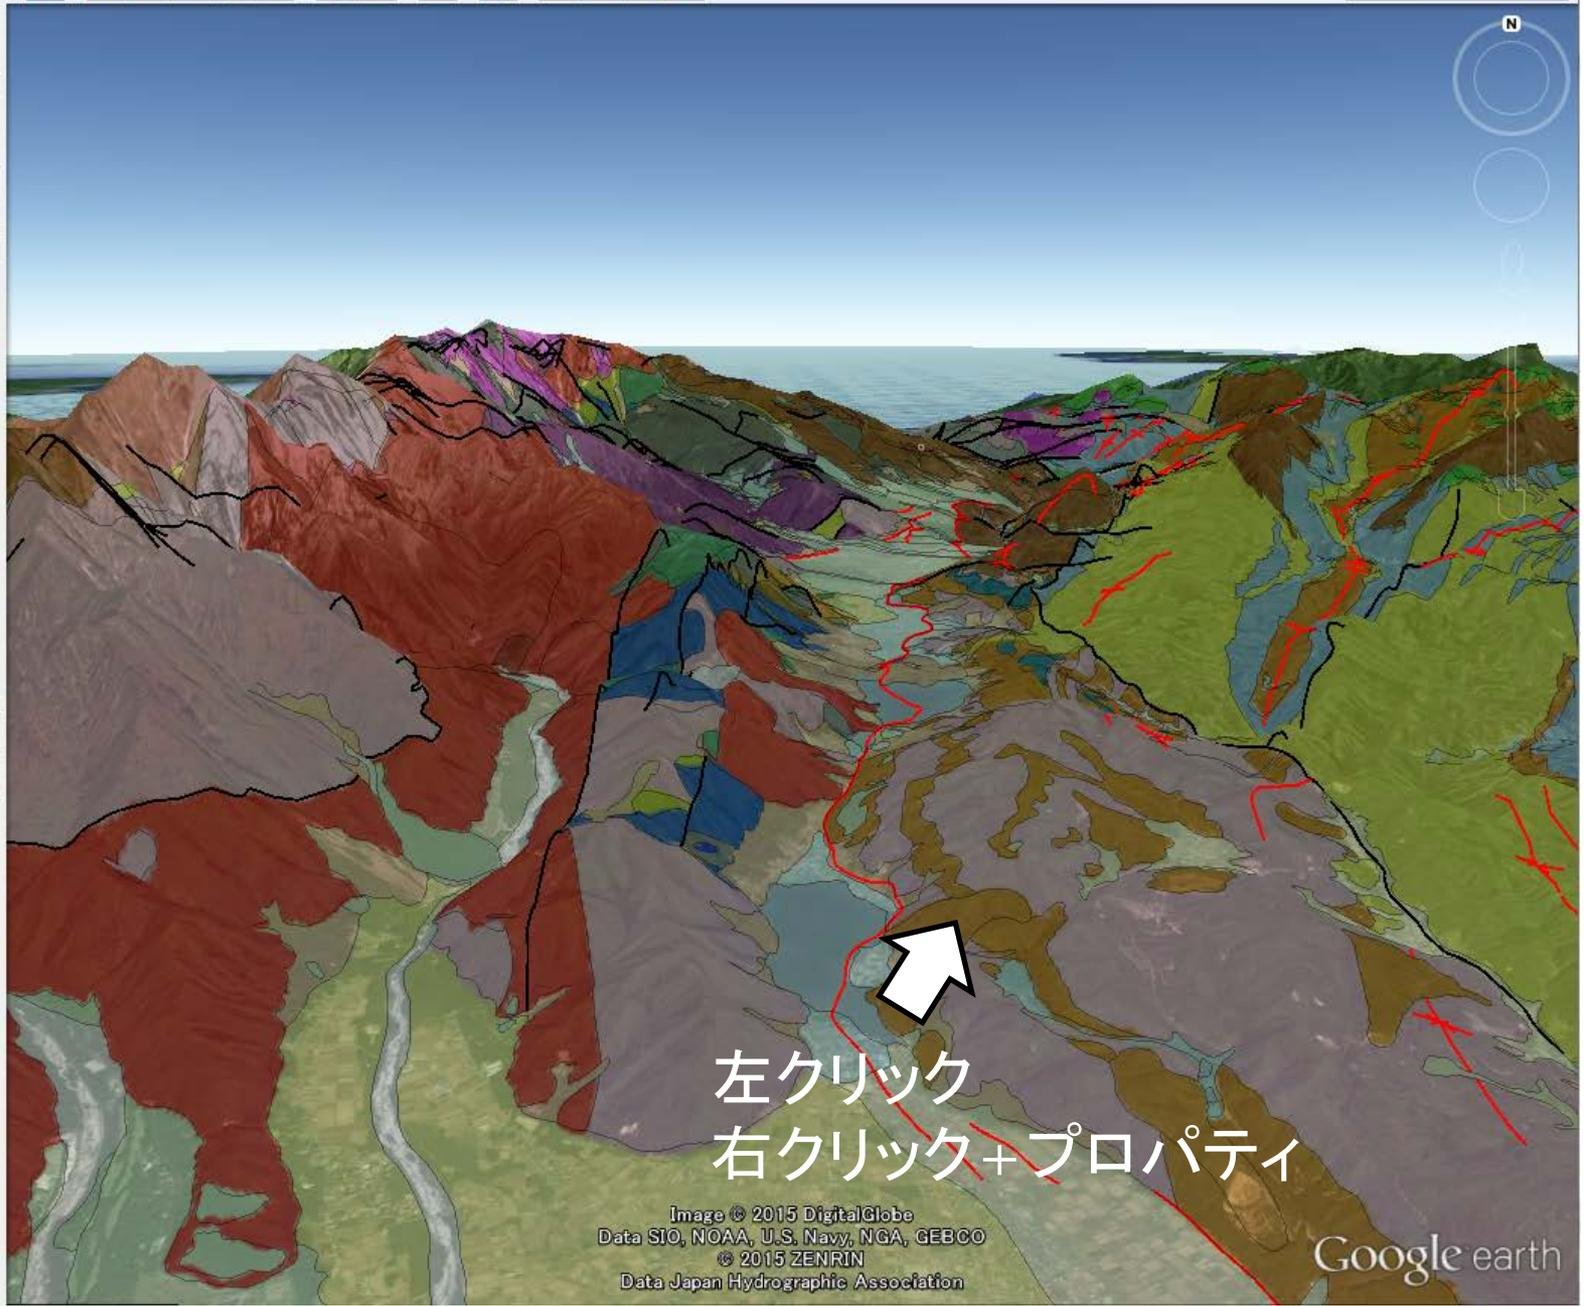 N
左クリック
右クリック+プロパティ
Image © 2015 DigitalGlobe
Data SIO, NOAA, U.S. Navy, NGA, GEBCO
© 2015 ZENRIN
Data Japan Hydrographic Association
Google earth